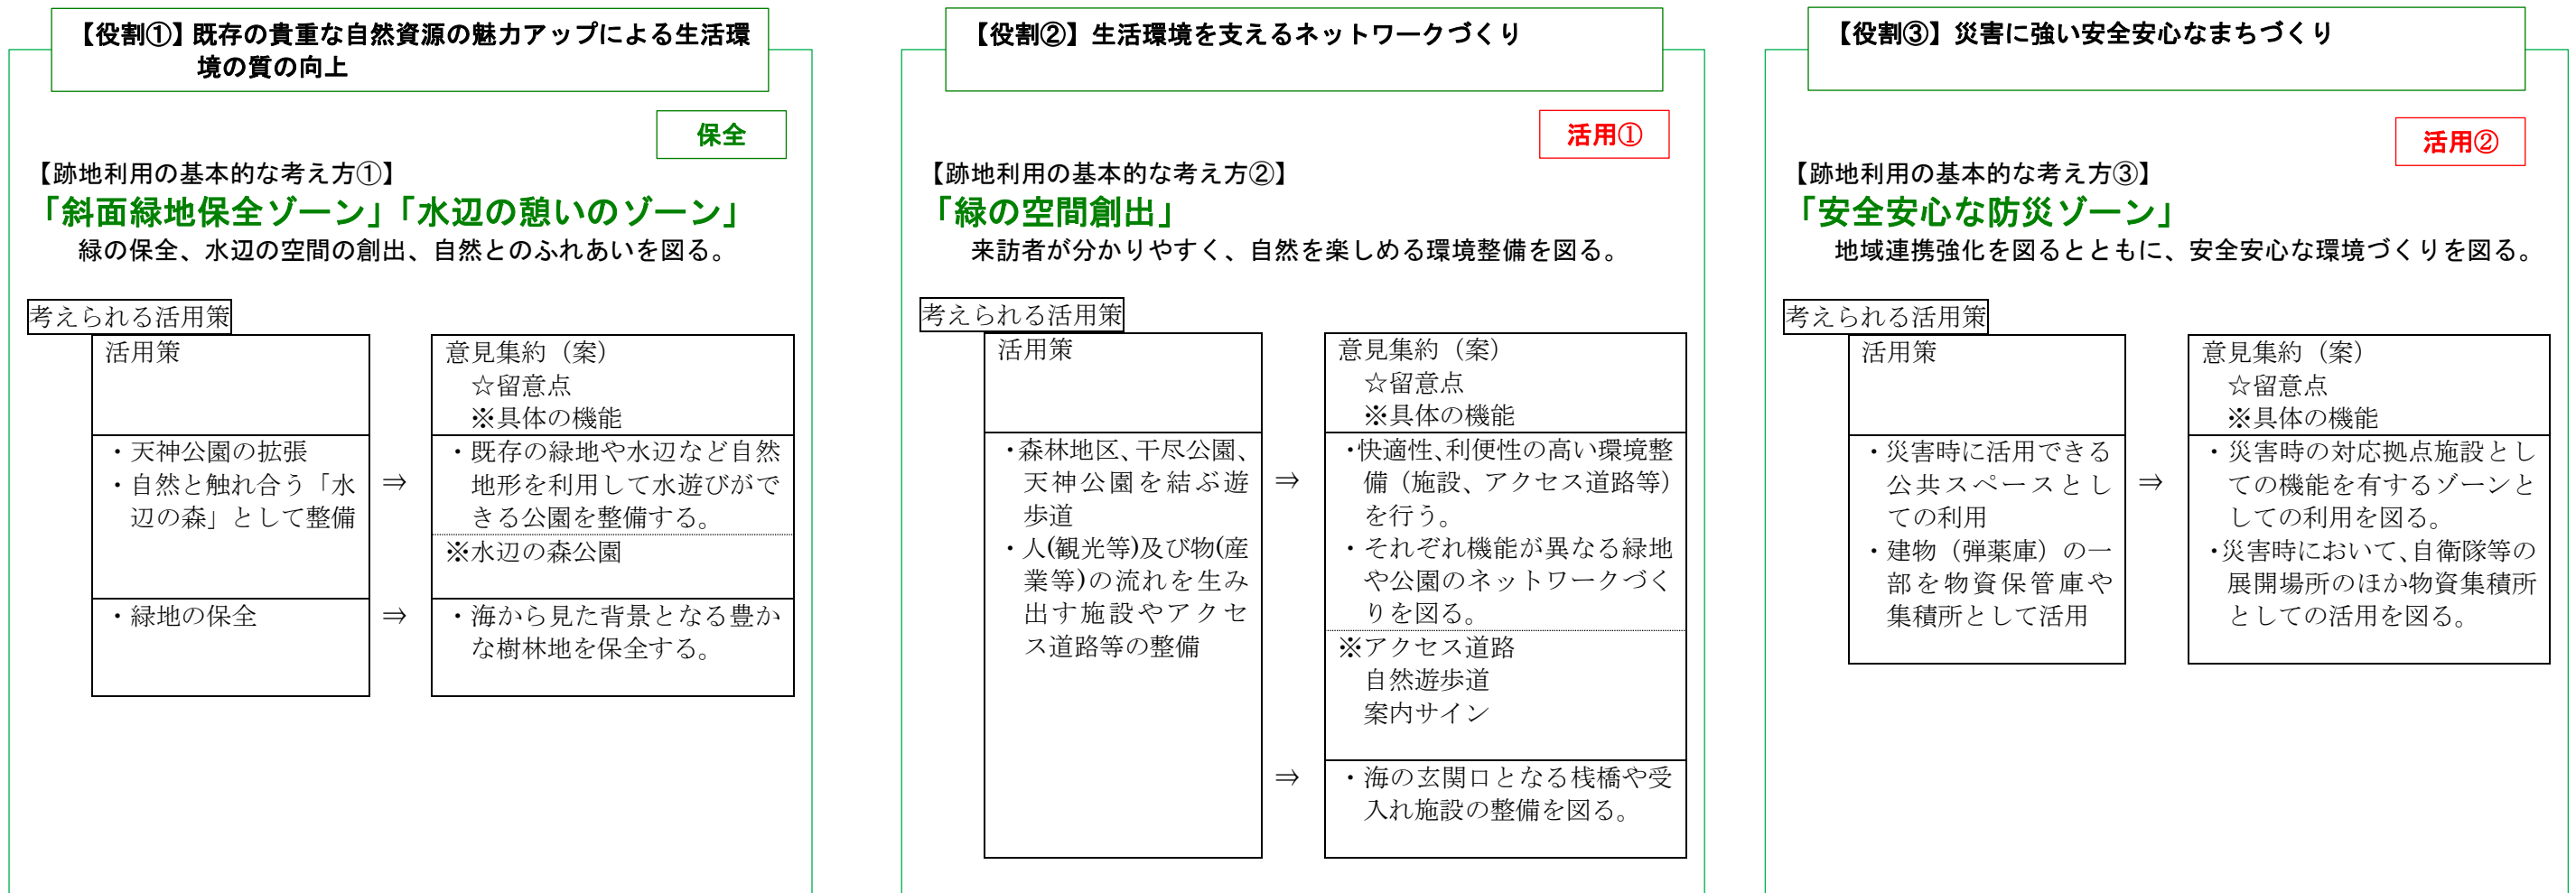 【役割①】既存の貴重な自然資源の魅力アップによる生活環
境の質の向上
保全
【跡地利用の基本的な考え方①】
「斜面緑地保全ゾーン」「水辺の憩いのゾーン」
緑の保全、水辺の空間の創出、自然とのふれあいを図る。
考えられる活用策
活用策
意見集約（案）
☆留意点
※具体の機能
・天神公園の拡張
・自然と触れ合う「水
辺の森」として整備
⇒
・既存の緑地や水辺など自然
地形を利用して水遊びがで
きる公園を整備する。
※水辺の森公園
・緑地の保全
⇒
・海から見た背景となる豊か
な樹林地を保全する。
【役割②】生活環境を支えるネットワークづくり
活用①
【跡地利用の基本的な考え方②】
「緑の空間創出」
来訪者が分かりやすく、自然を楽しめる環境整備を図る。
考えられる活用策
活用策
意見集約（案）
☆留意点
※具体の機能
・森林地区、干尽公園、
天神公園を結ぶ遊
歩道
・人(観光等)及び物(産
業等)の流れを生み
出す施設やアクセ
ス道路等の整備
⇒
・快適性、利便性の高い環境整
備（施設、アクセス道路等）
を行う。
・それぞれ機能が異なる緑地
や公園のネットワークづく
りを図る。
※アクセス道路
自然遊歩道
案内サイン
⇒
・海の玄関口となる桟橋や受
入れ施設の整備を図る。
【役割③】災害に強い安全安心なまちづくり
活用②
【跡地利用の基本的な考え方③】
「安全安心な防災ゾーン」
地域連携強化を図るとともに、安全安心な環境づくりを図る。
考えられる活用策
活用策
意見集約（案）
☆留意点
※具体の機能
・災害時に活用できる
公共スペースとし
ての利用
・建物（弾薬庫）の一
部を物資保管庫や
集積所として活用
⇒
・災害時の対応拠点施設とし
ての機能を有するゾーンと
しての利用を図る。
・災害時において、自衛隊等の
展開場所のほか物資集積所
としての活用を図る。